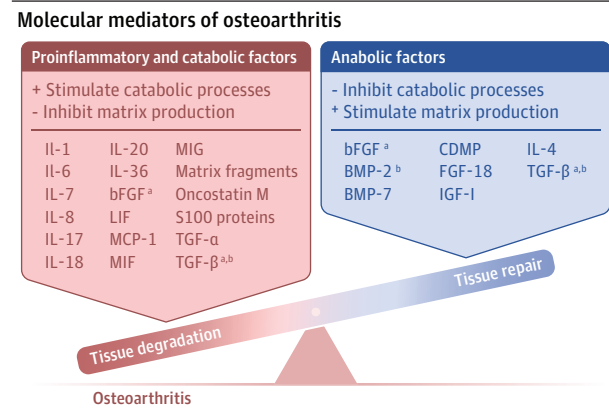 Molecular mediators of osteoarthritis
Proinflammatory and catabolic factors
+ Stimulate catabolic processes
- Inhibit matrix production
Il-1 IL-20 MIG
Il-6 IL-36 Matrix fragments
IL-7 bFGF a Oncostatin M
IL-8 LIF S100 proteins
IL-17 MCP-1 TGF-α
IL-18 MIF TGF-β a,b
Anabolic factors
- Inhibit catabolic processes
+ Stimulate matrix production
bFGF a CDMP IL-4
BMP-2 b FGF-18 TGF-β a,b
BMP-7 IGF-I
Tissue degradation
Tissue repair
Osteoarthritis